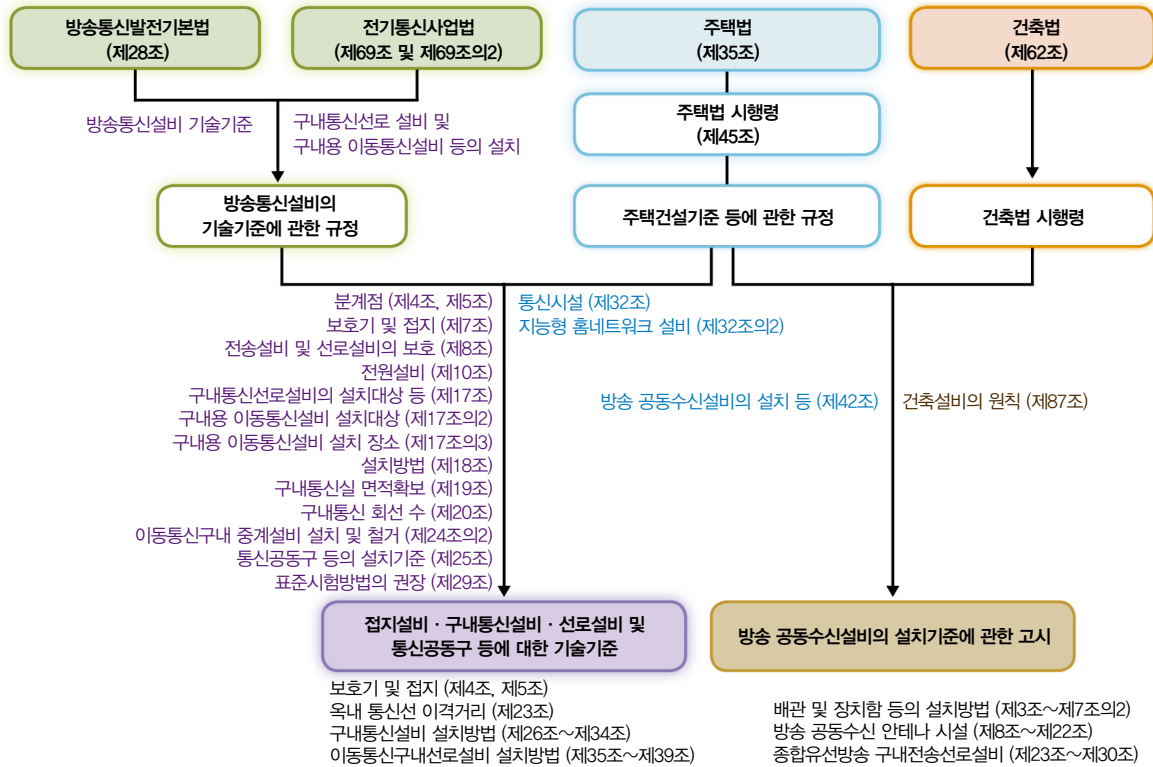 방송통신발전기본법
(제28조)
전기통신사업법
(제69조 및 제69조의2)
주택법
(제35조)
건축법
(제62조)
방송통신설비 기술기준
구내통신선로 설비 및
구내용 이동통신설비 등의 설치
주택법 시행령
(제45조)
방송통신설비의
기술기준에 관한 규정
주택건설기준 등에 관한 규정
건축법 시행령
분계점 (제4조, 제5조)
보호기 및 접지 (제7조)
전송설비 및 선로설비의 보호 (제8조)
전원설비 (제10조)
구내통신선로설비의 설치대상 등 (제17조)
구내용 이동통신설비 설치대상 (제17조의2)
구내용 이동통신설비 설치 장소 (제17조의3)
설치방법 (제18조)
구내통신실 면적확보 (제19조)
구내통신 회선 수 (제20조)
이동통신구내 중계설비 설치 및 철거 (제24조의2)
통신공동구 등의 설치기준 (제25조)
표준시험방법의 권장 (제29조)
통신시설 (제32조)
지능형 홈네트워크 설비 (제32조의2)
방송 공동수신설비의 설치 등 (제42조)
건축설비의 원칙 (제87조)
접지설비 · 구내통신설비 · 선로설비 및
통신공동구 등에 대한 기술기준
방송 공동수신설비의 설치기준에 관한 고시
보호기 및 접지 (제4조, 제5조)
옥내 통신선 이격거리 (제23조)
구내통신설비 설치방법 (제26조~제34조)
이동통신구내선로설비 설치방법 (제35조~제39조)
배관 및 장치함 등의 설치방법 (제3조~제7조의2)
방송 공동수신 안테나 시설 (제8조~제22조)
종합유선방송 구내전송선로설비 (제23조~제30조)